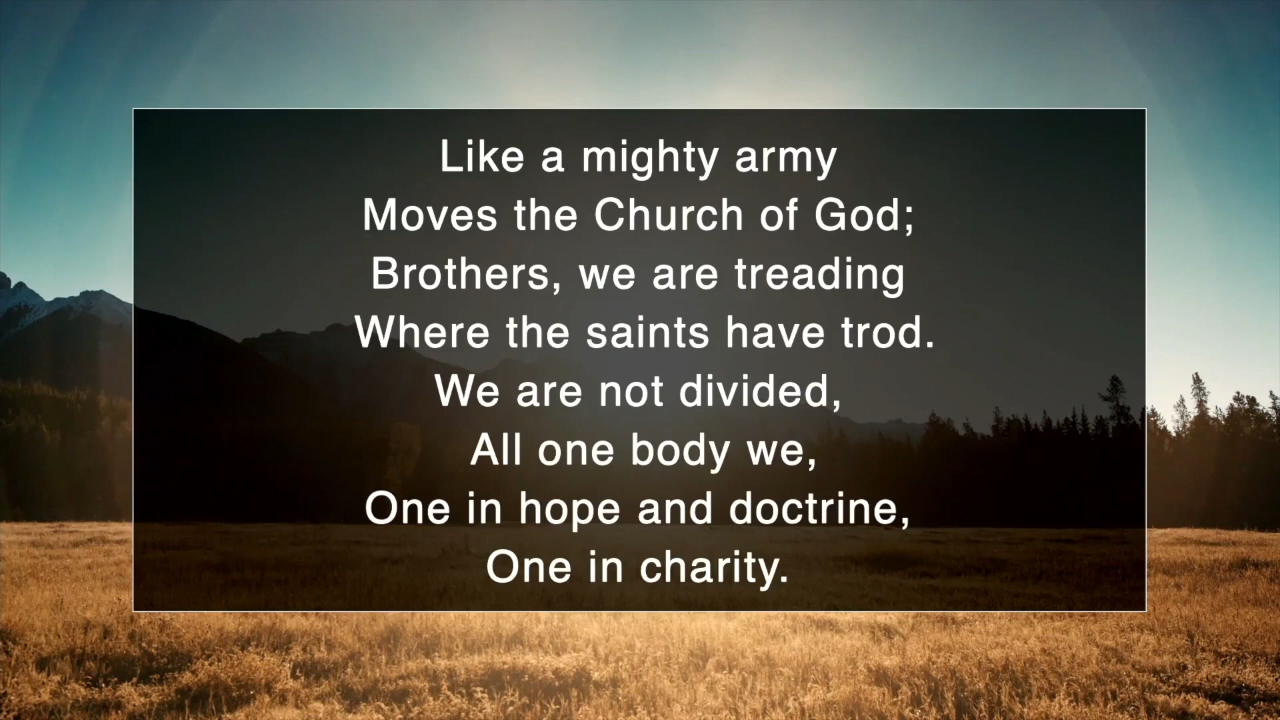 Like a mighty army
Moves the Church of God;
Brothers, we are treading
Where the saints have trod.
We are not divided,
All one body we,
One in hope and doctrine,
One in charity.